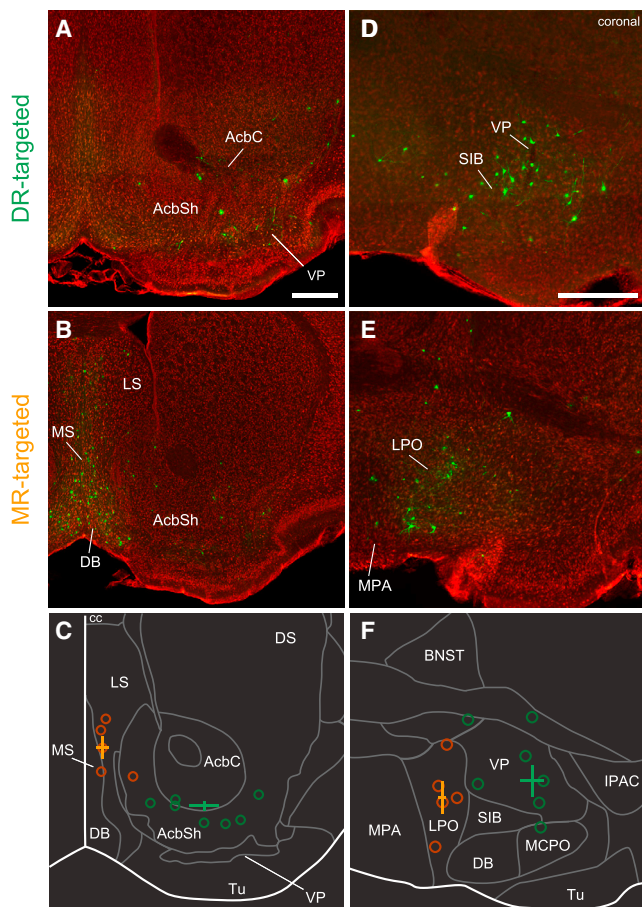 DR-targeted
A
AcbC
AcbSh
VP
D
coronal
VP
SIB
MR-targeted
B
LS
MS
AcbSh
DB
E
LPO
MPA
C
cc
DS
LS
AcbC
MS
AcbSh
DB
Tu
VP
F
BNST
VP
IPAC
SIB
MPA
LPO
MCPO
DB
Tu